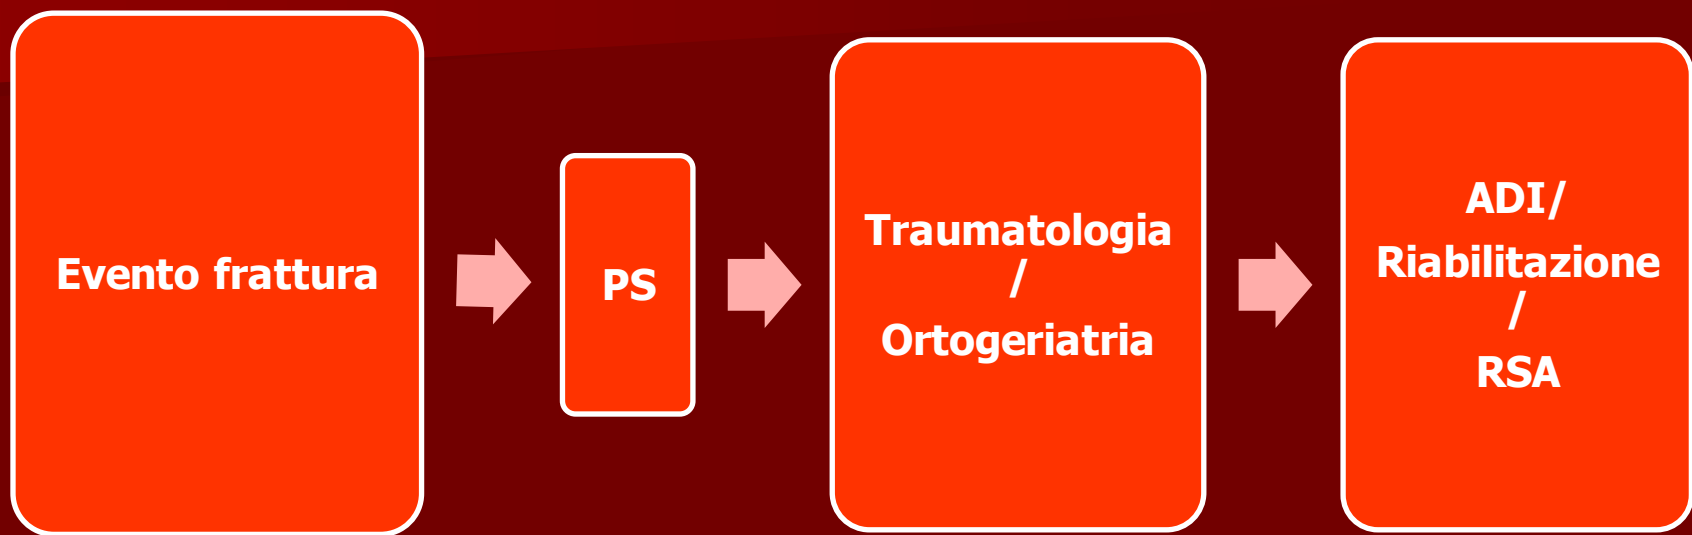 Evento frattura
PS
Traumatologia
/
Ortogeriatria
ADI/
Riabilitazione
/
RSA